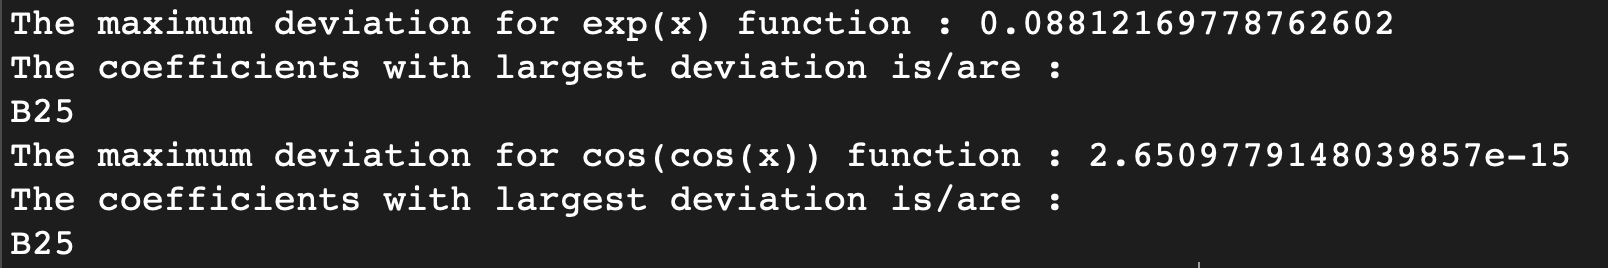 The maximum deviation for exp(x) function : 0.08812169778762602
The coefficients with largest deviation is/are :
B25
The maximum deviation for cos(cos(x)) function : 2.6509779148039857e-15
The coefficients with largest deviation is/are :
B25